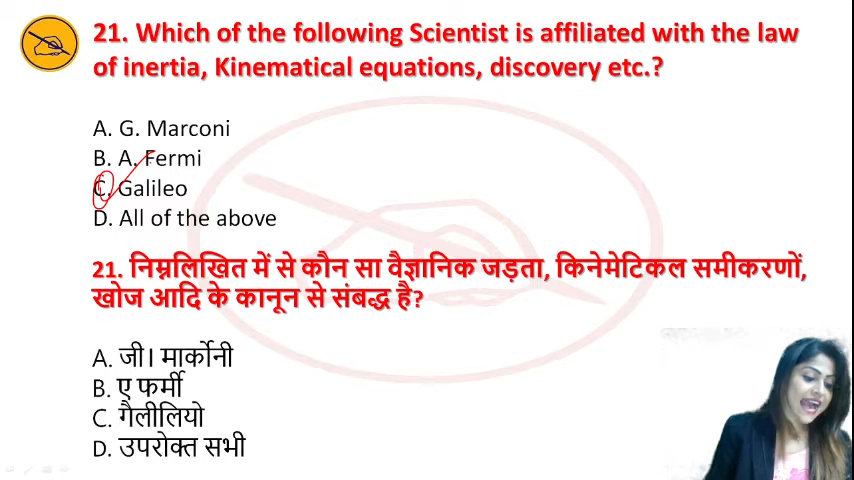 21. Which of the following Scientist is affiliated with the law
of inertia, Kinematical equations, discovery etc.?
A. G. Marconi
B. A. Fermi
C. Galileo
D. All of the above
21. निम्नलिखित में से कौन सा वैज्ञानिक जड़ता, किनेमेटिकल समीकरणों,
खोज आदि के कानून से संबद्ध है?
A. जी। मार्कोनी
B. ए फर्मी
C. गैलीलियो
D. उपरोक्त सभी